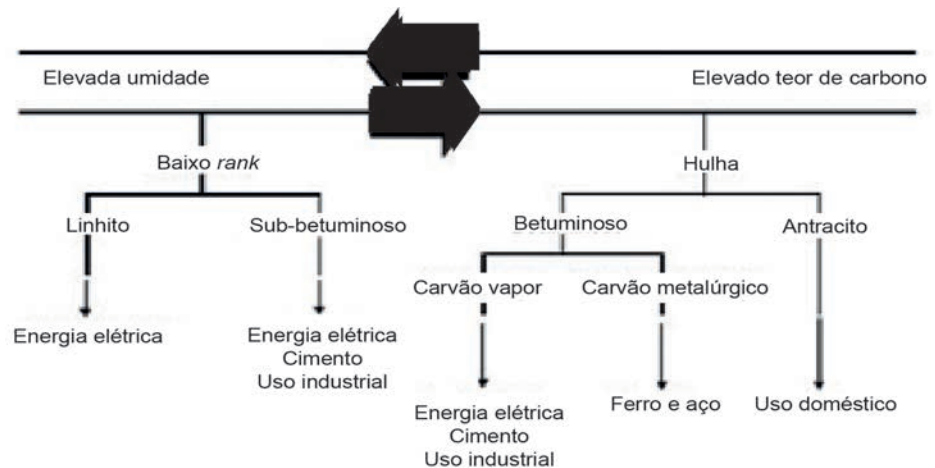 Elevada umidade
Elevado teor de carbono
Baixo rank
Hulha
Linhito
Sub-betuminoso
Betuminoso
Antracito
Carvão vapor
Carvão metalúrgico
Energia elétrica
Energia elétrica
Cimento
Uso industrial
Energia elétrica
Cimento
Uso industrial
Ferro e aço
Uso doméstico